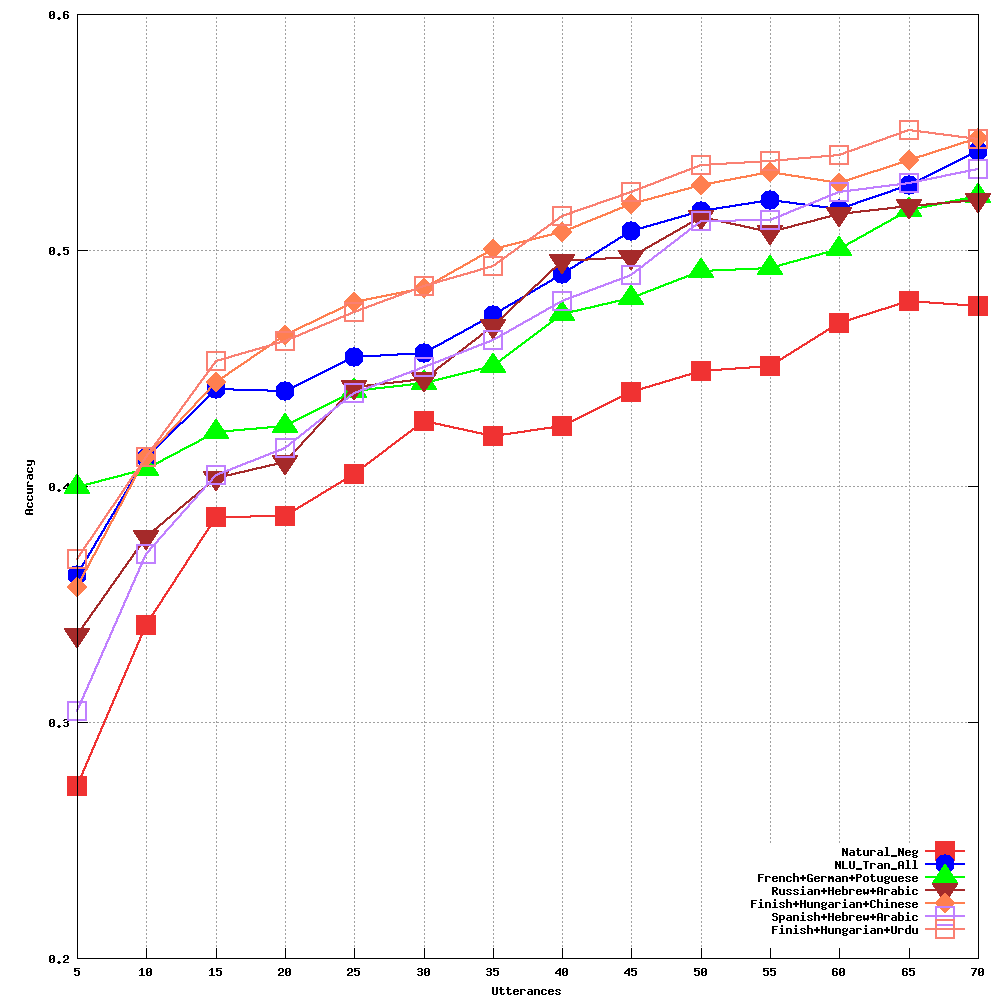 0.6
0.5
0.4
0.3
0.2
Accuracy
5 10 15 20 25 30 35 40 45 50 55 60 65 70
Utterances
Natural_Neg
NLU_Tran_All
French+German+Potuguese
Russian+Hebrew+Arabic
Finish+Hungarian+Chinese
Spanish+Hebrew+Arabic
Finish+Hungarian+Urdu